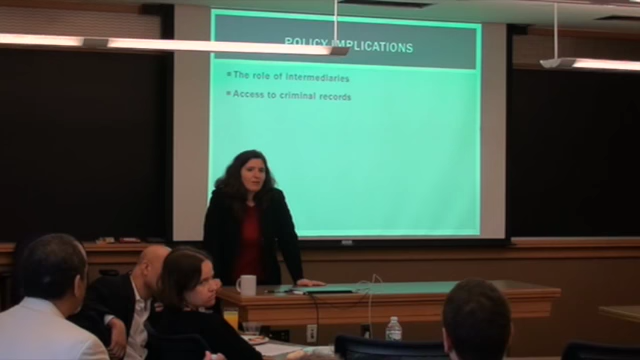 POLICY IMPLICATIONS
The role of intermediaries
Access to criminal records